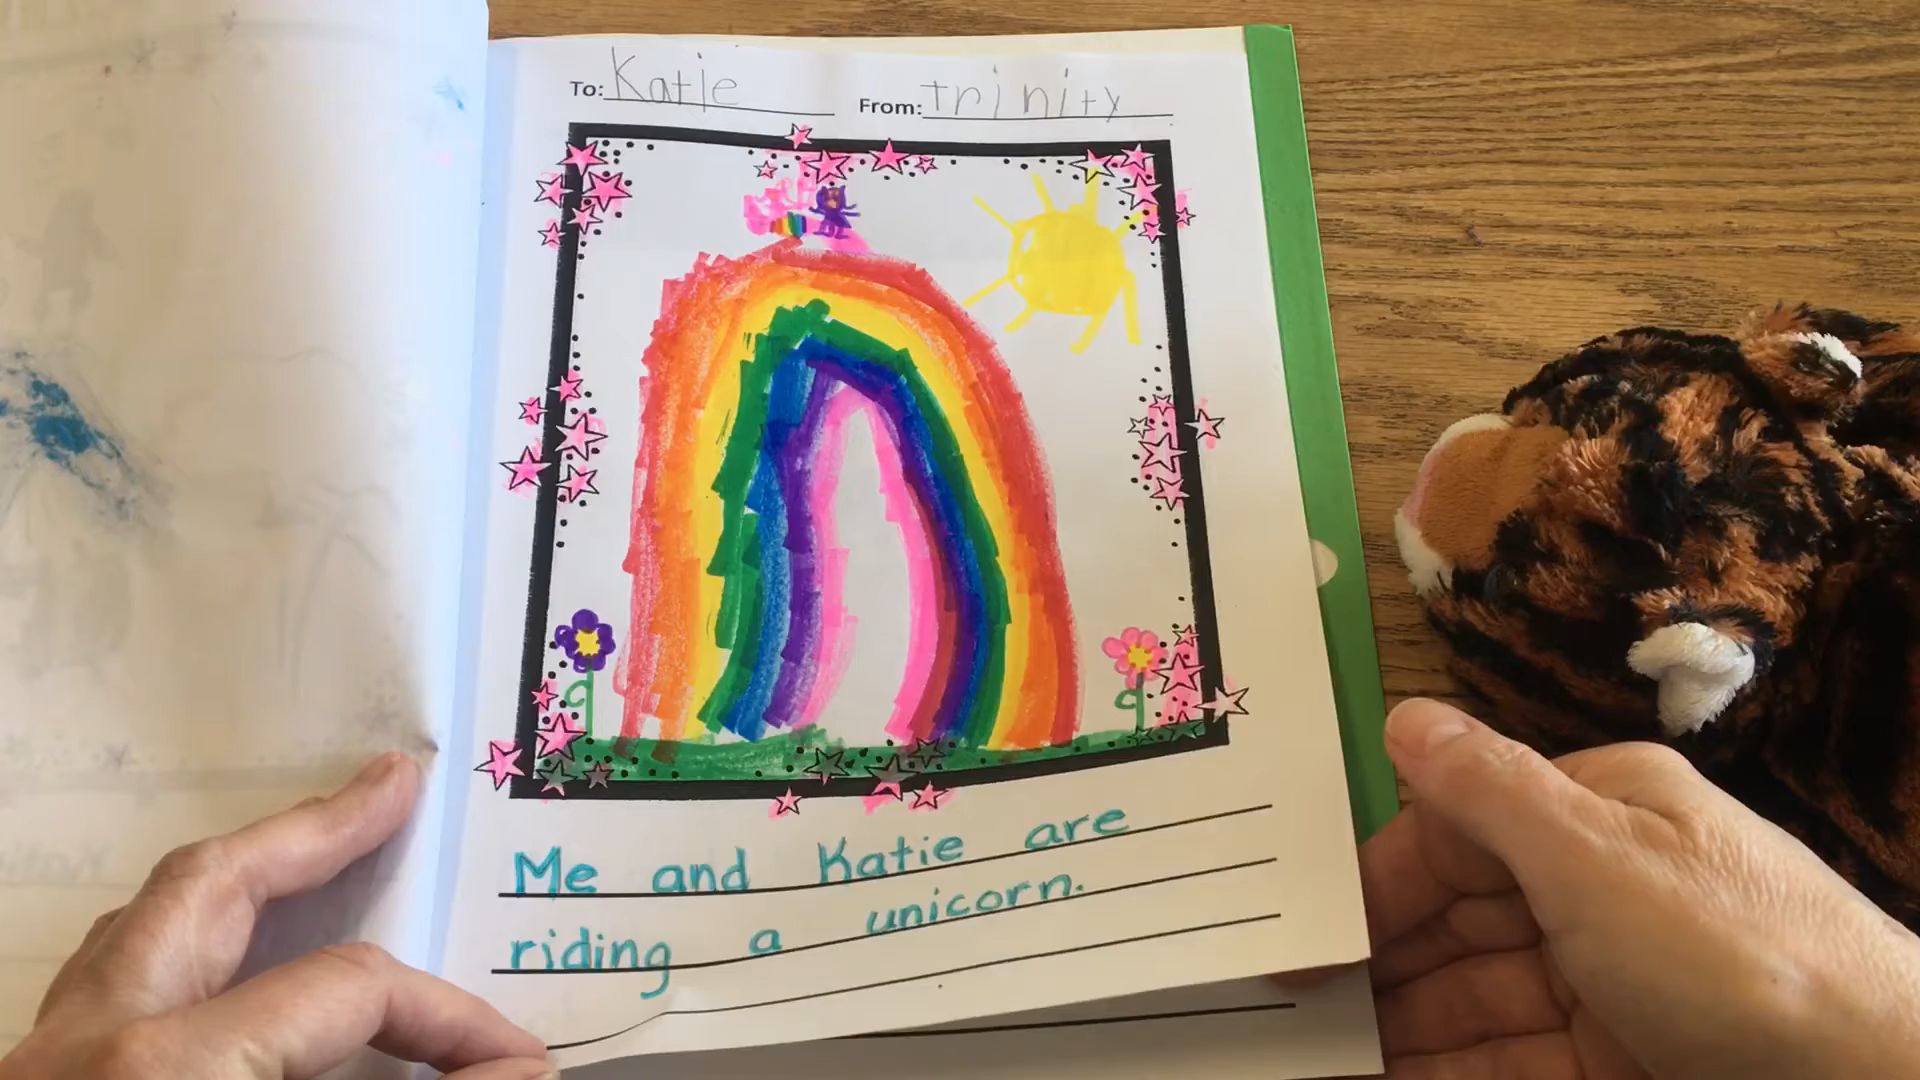 To: Katie From: Trinity
Me and Katie are
riding a unicorn.